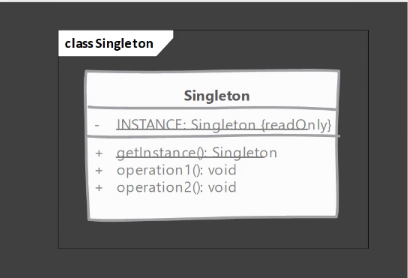 class Singleton
Singleton
- INSTANCE: Singleton {readOnly}
+ getInstance(): Singleton
+ operation1(): void
+ operation2(): void